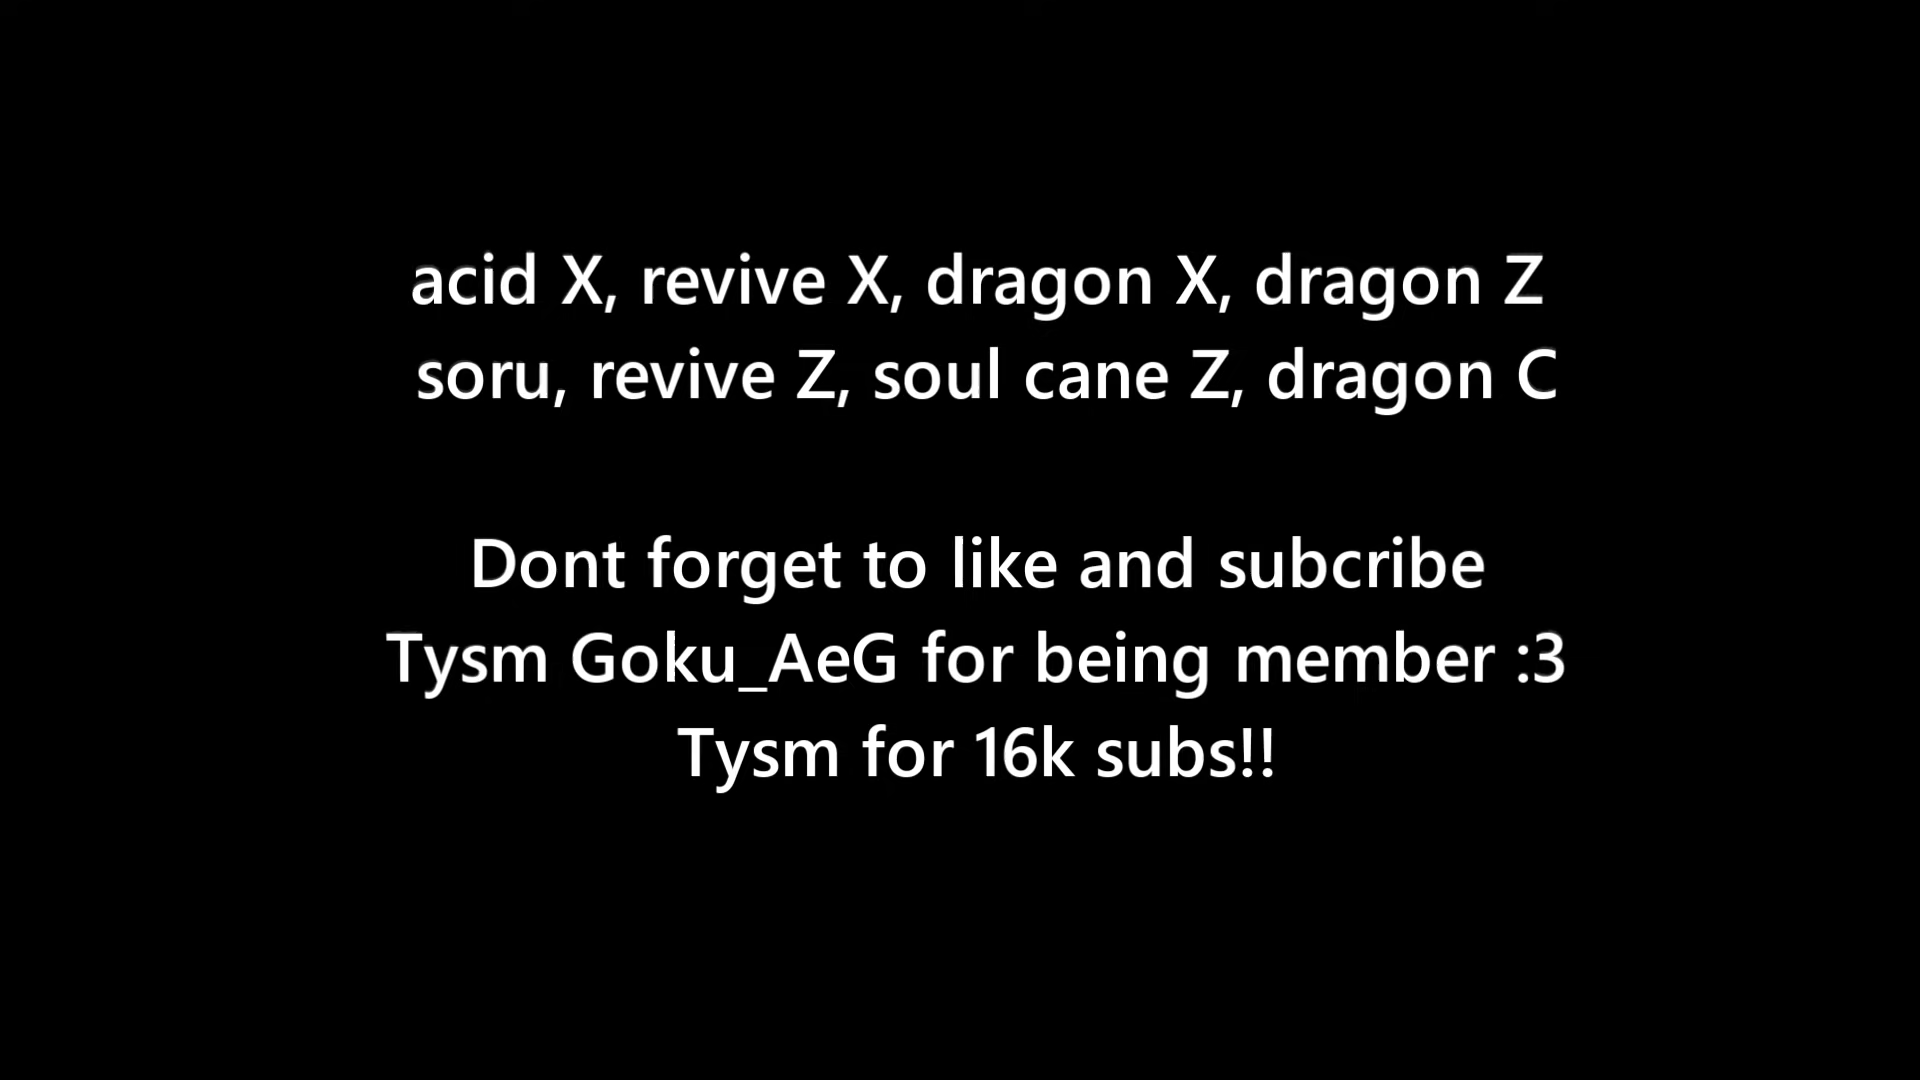 acid X, revive X, dragon X, dragon Z
soru, revive Z, soul cane Z, dragon C
Dont forget to like and subcribe
Tysm Goku_AeG for being member :3
Tysm for 16k subs!!